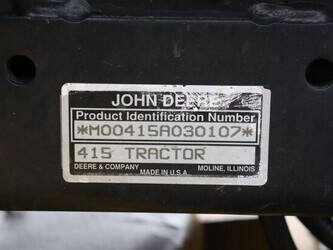 JOHN DEERE
Product Identification Number
*M00415A030107*
415 TRACTOR
DEERE & COMPANY MOLINE, ILLINOIS
MADE IN U.S.A.